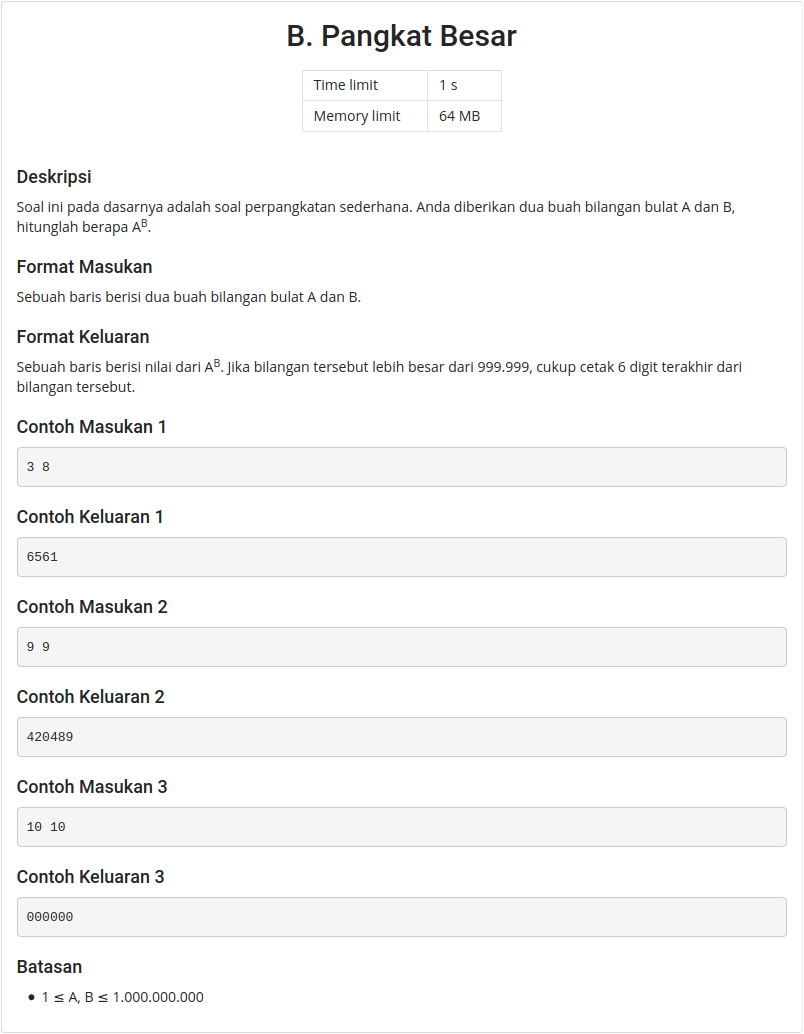 B. Pangkat Besar
Time limit 1 s
Memory limit 64 MB
Deskripsi
Soal ini pada dasarnya adalah soal perpangkatan sederhana. Anda diberikan dua buah bilangan bulat A dan B,
hitunglah berapa A^B.
Format Masukan
Sebuah baris berisi dua buah bilangan bulat A dan B.
Format Keluaran
Sebuah baris berisi nilai dari A^B. Jika bilangan tersebut lebih besar dari 999.999, cukup cetak 6 digit terakhir dari
bilangan tersebut.
Contoh Masukan 1
3 8
Contoh Keluaran 1
6561
Contoh Masukan 2
9 9
Contoh Keluaran 2
420489
Contoh Masukan 3
10 10
Contoh Keluaran 3
000000
Batasan
• 1 ≤ A, B ≤ 1.000.000.000